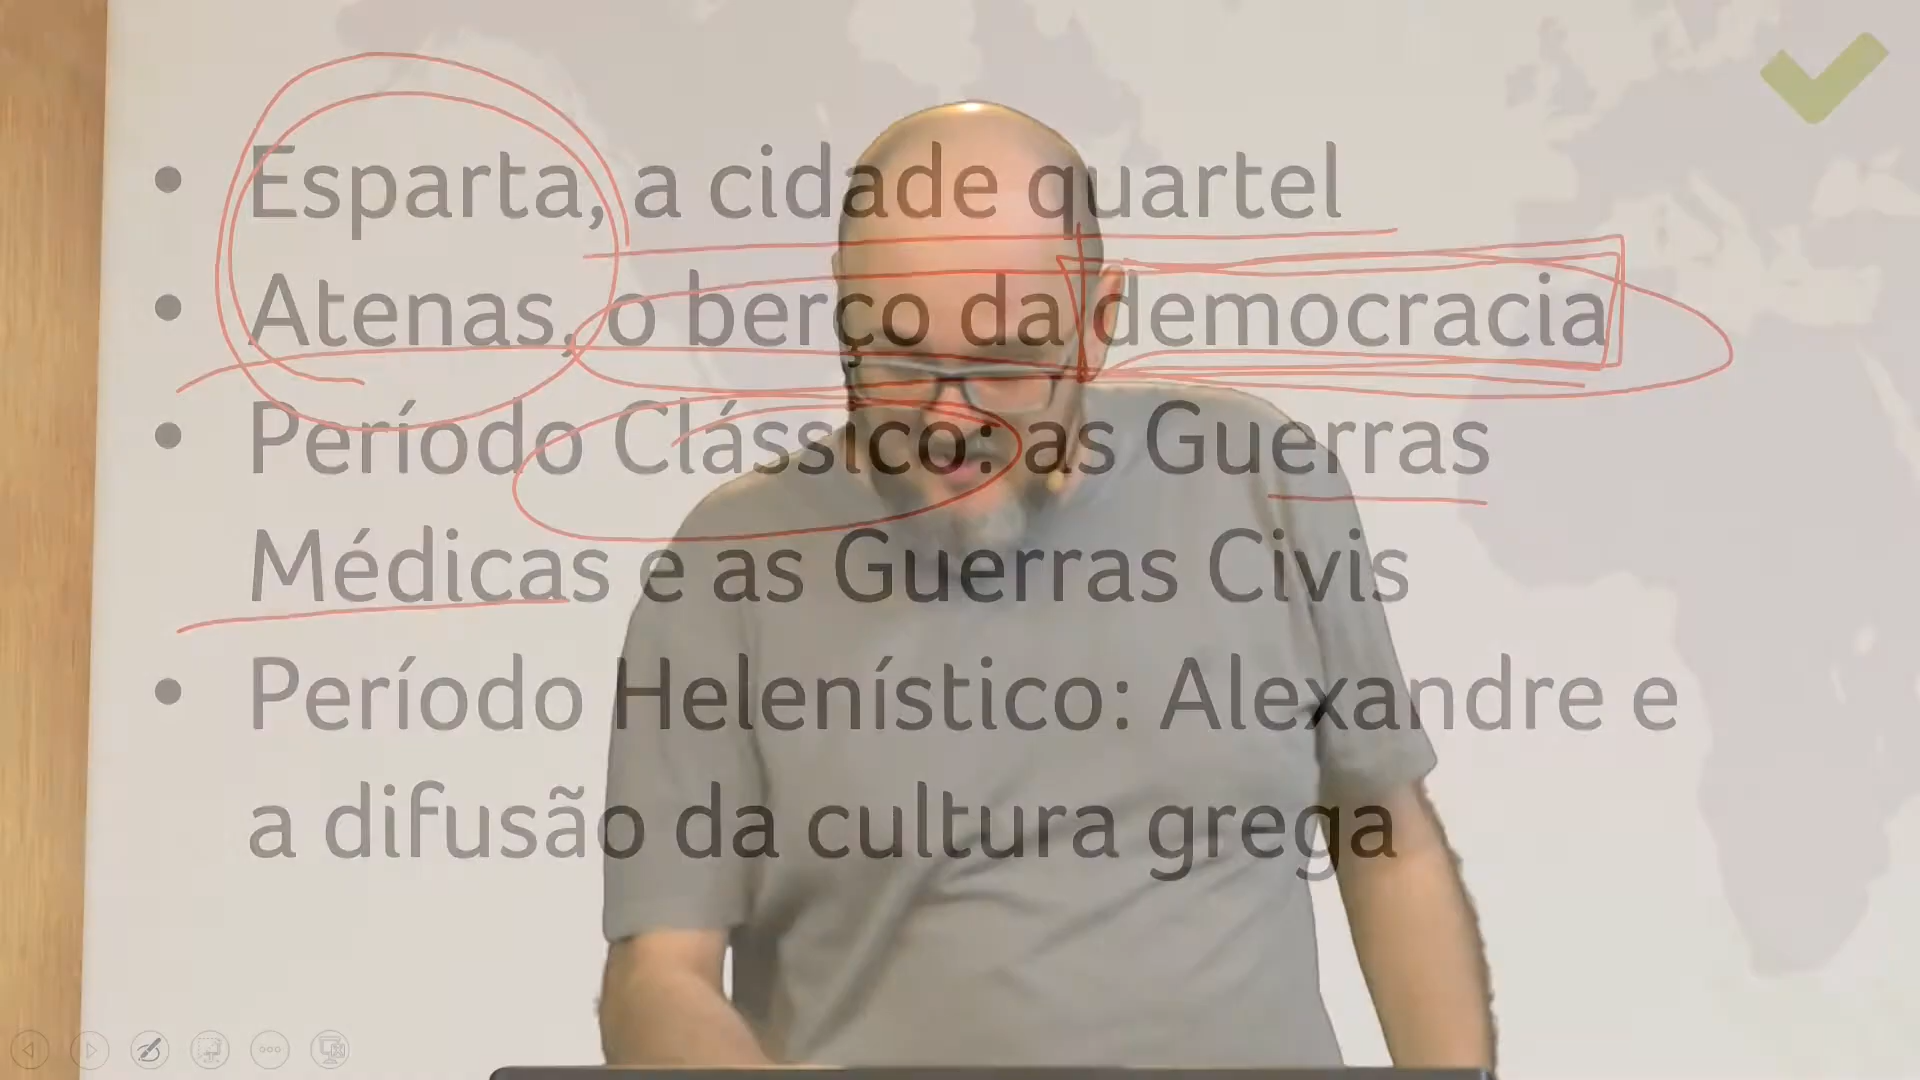 • Esparta, a cidade quartel
• Atenas, o berço da democracia
• Período Clássico: as Guerras
Médicas e as Guerras Civis
• Período Helenístico: Alexandre e
a difusão da cultura grega